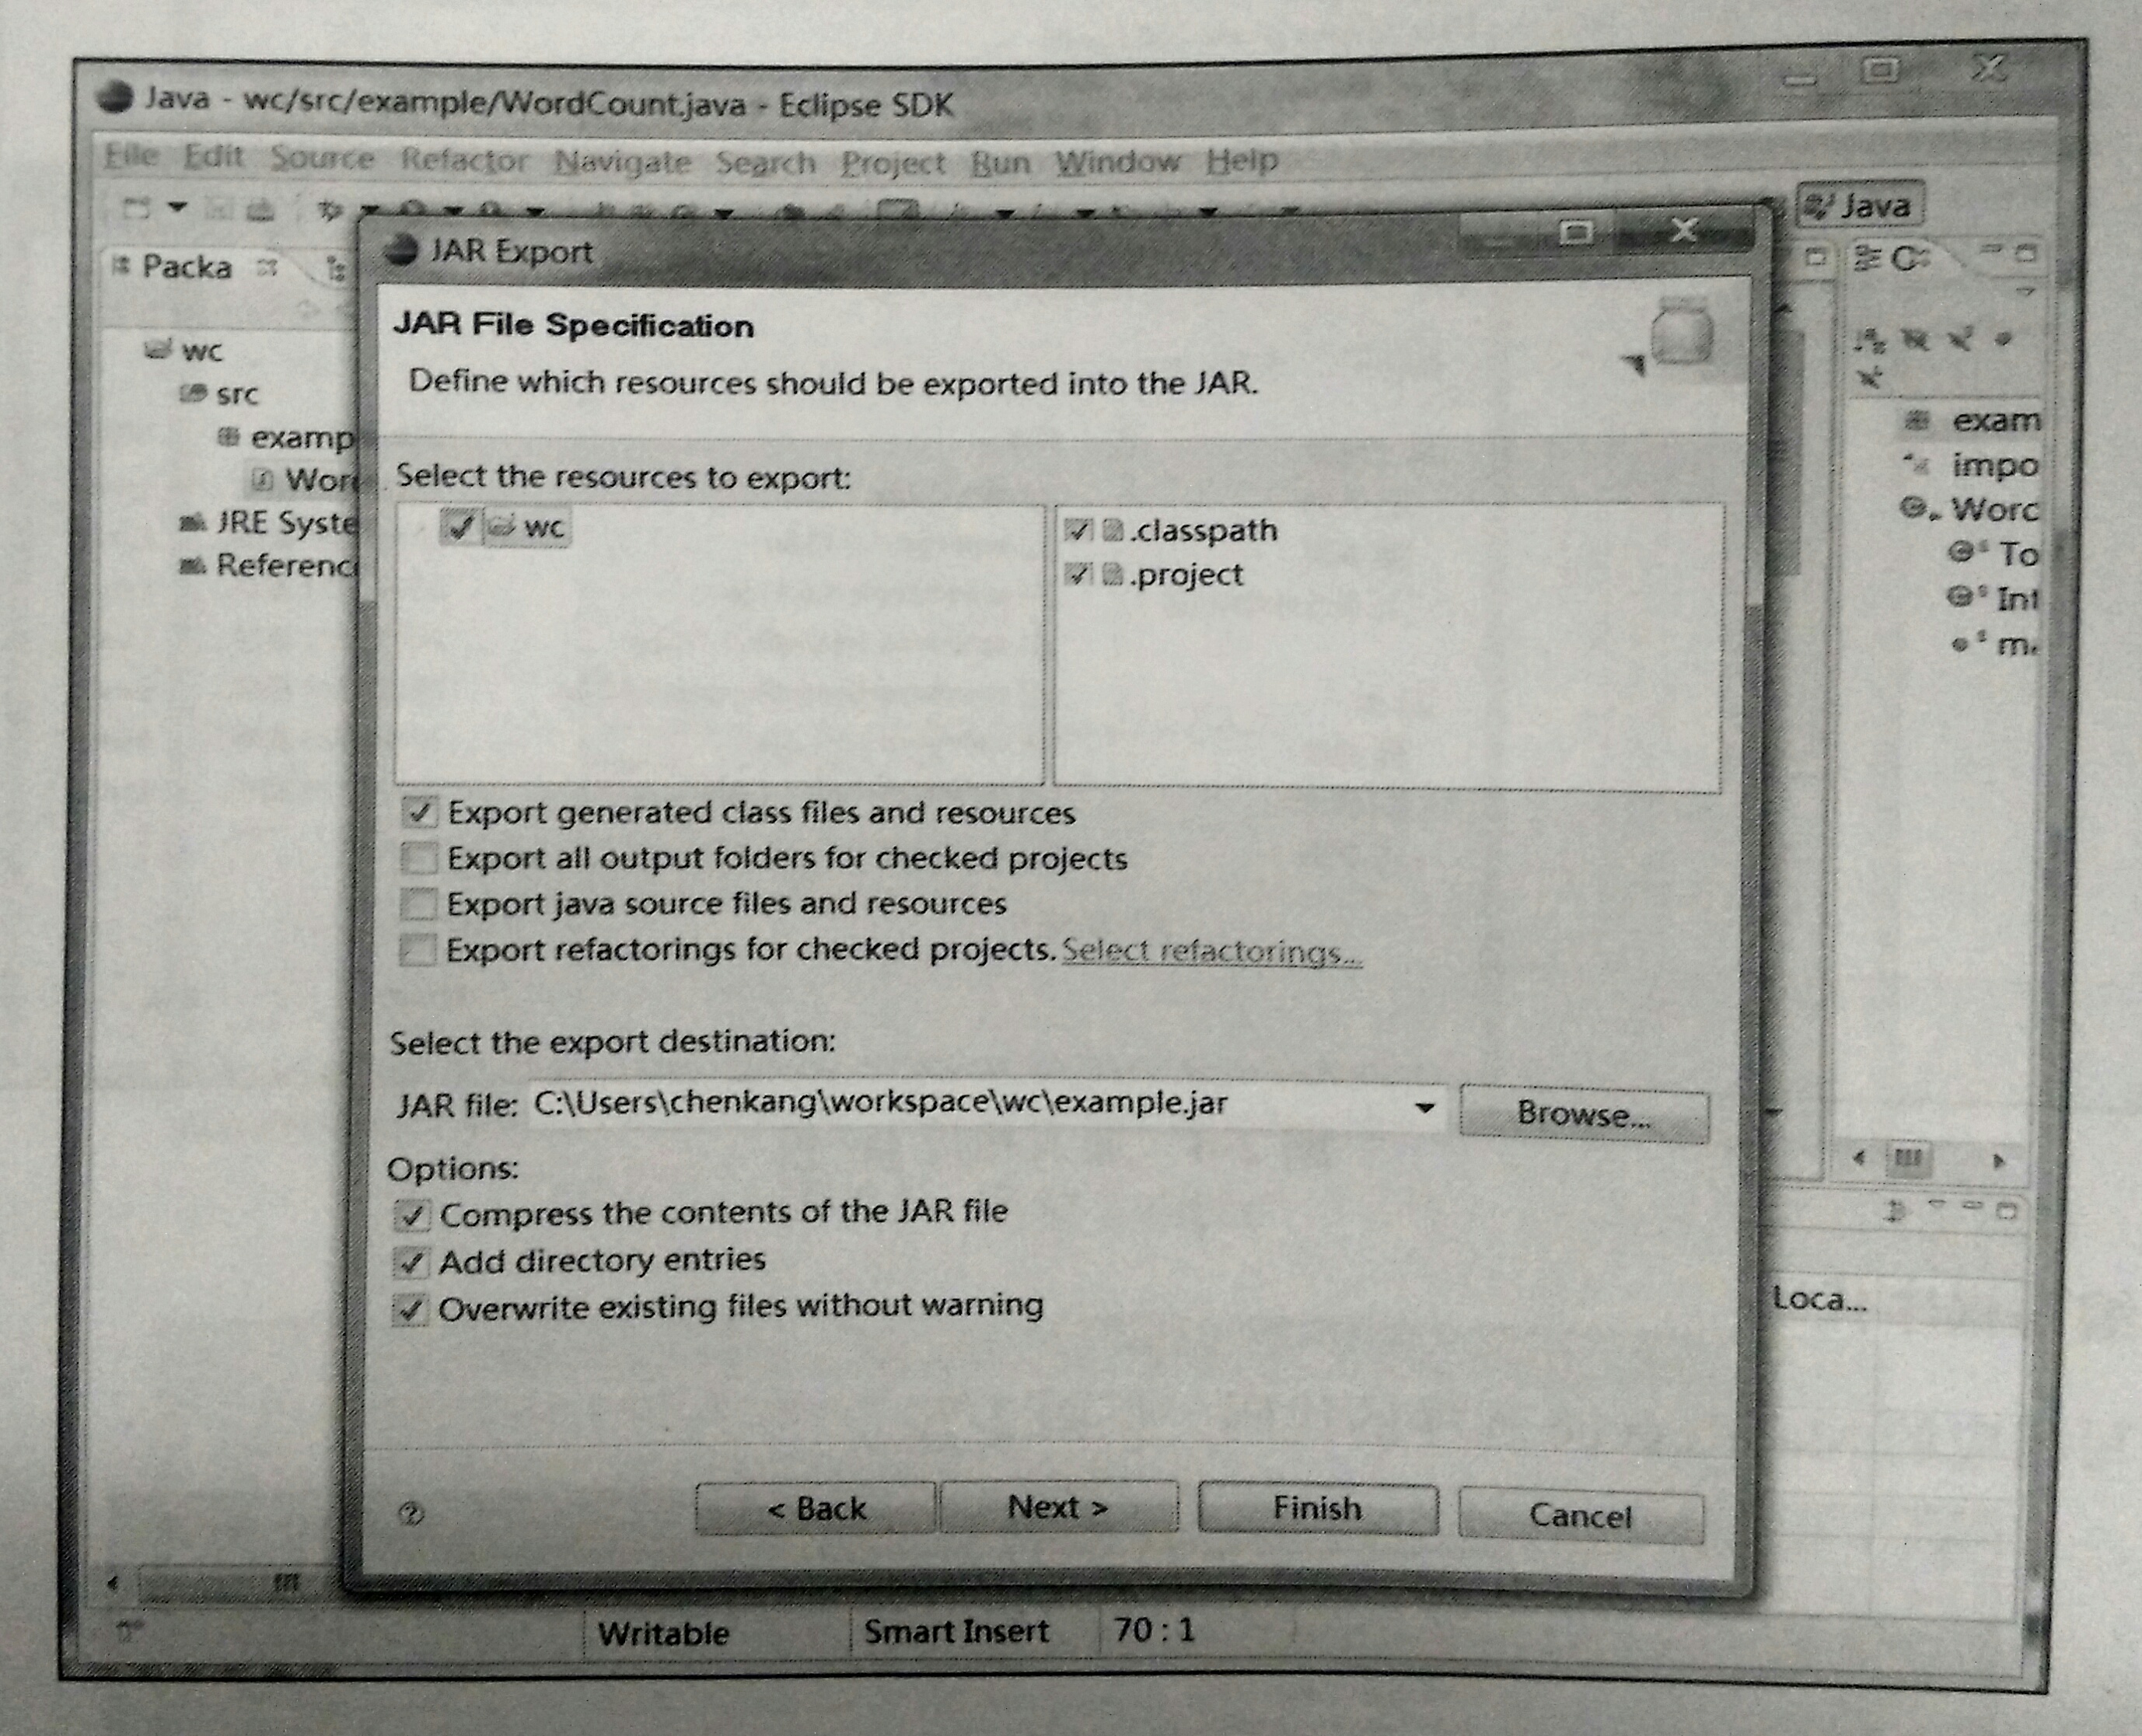 Java - wc/src/example/WordCount.java - Eclipse SDK
File Edit Source Refactor Navigate Search Project Run Window Help
Java
JAR Export
Packa
JAR File Specification
Define which resources should be exported into the JAR.
wc
src
examp
Wor
JRE Syste
Referenc
Select the resources to export:
wc
.classpath
.project
exam
impo
Worc
To
Int
m
Export generated class files and resources
Export all output folders for checked projects
Export java source files and resources
Export refactorings for checked projects. Select refactorings...
Select the export destination:
JAR file: C:\Users\chenkang\workspace\wc\example.jar Browse...
Options:
Compress the contents of the JAR file
Add directory entries
Overwrite existing files without warning
Loca...
< Back Next > Finish Cancel
Writable Smart Insert 70 : 1